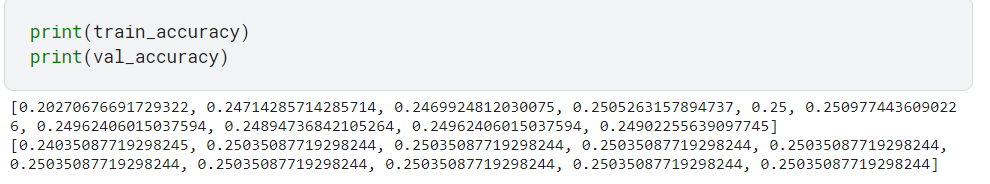 print(train_accuracy)
print(val_accuracy)
[0.20270676691729322, 0.24714285714285714, 0.2469924812030075, 0.2505263157894737, 0.25, 0.250977443609022
6, 0.24962406015037594, 0.24894736842105264, 0.24962406015037594, 0.24902255639097745]
[0.24035087719298245, 0.25035087719298244, 0.25035087719298244, 0.25035087719298244, 0.25035087719298244,
0.25035087719298244, 0.25035087719298244, 0.25035087719298244, 0.25035087719298244, 0.25035087719298244]